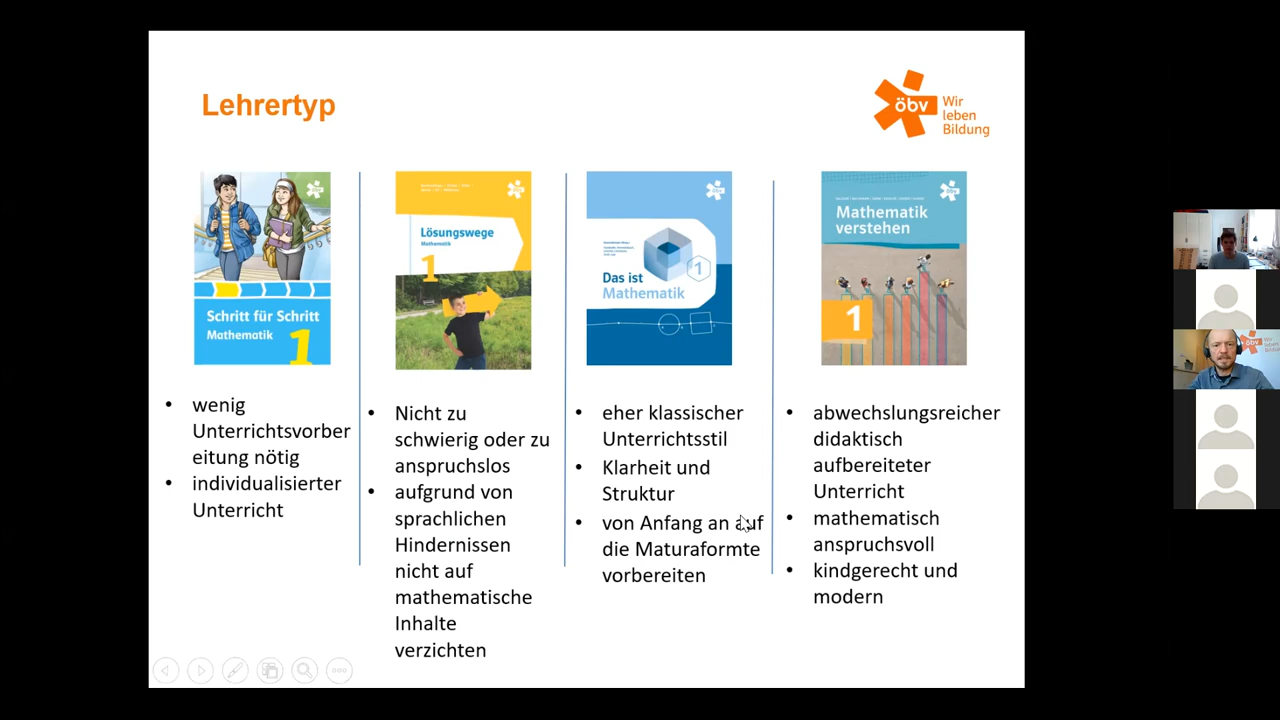 Lehrertyp
öbv
Wir
leben
Bildung
Schritt für Schritt
Mathematik
1
wenig
Unterrichtsvorber
eitung nötig
individualisierter
Unterricht
Lösungswege
Mathematik
1
Nicht zu
schwierig oder zu
anspruchslos
aufgrund von
sprachlichen
Hindernissen
nicht auf
mathematische
Inhalte
verzichten
Das ist
Mathematik
1
eher klassischer
Unterrichtsstil
Klarheit und
Struktur
von Anfang an auf
die Maturaformte
vorbereiten
Mathematik
verstehen
1
abwechslungsreicher
didaktisch
aufbereiteter
Unterricht
mathematisch
anspruchsvoll
kindgerecht und
modern
öbv